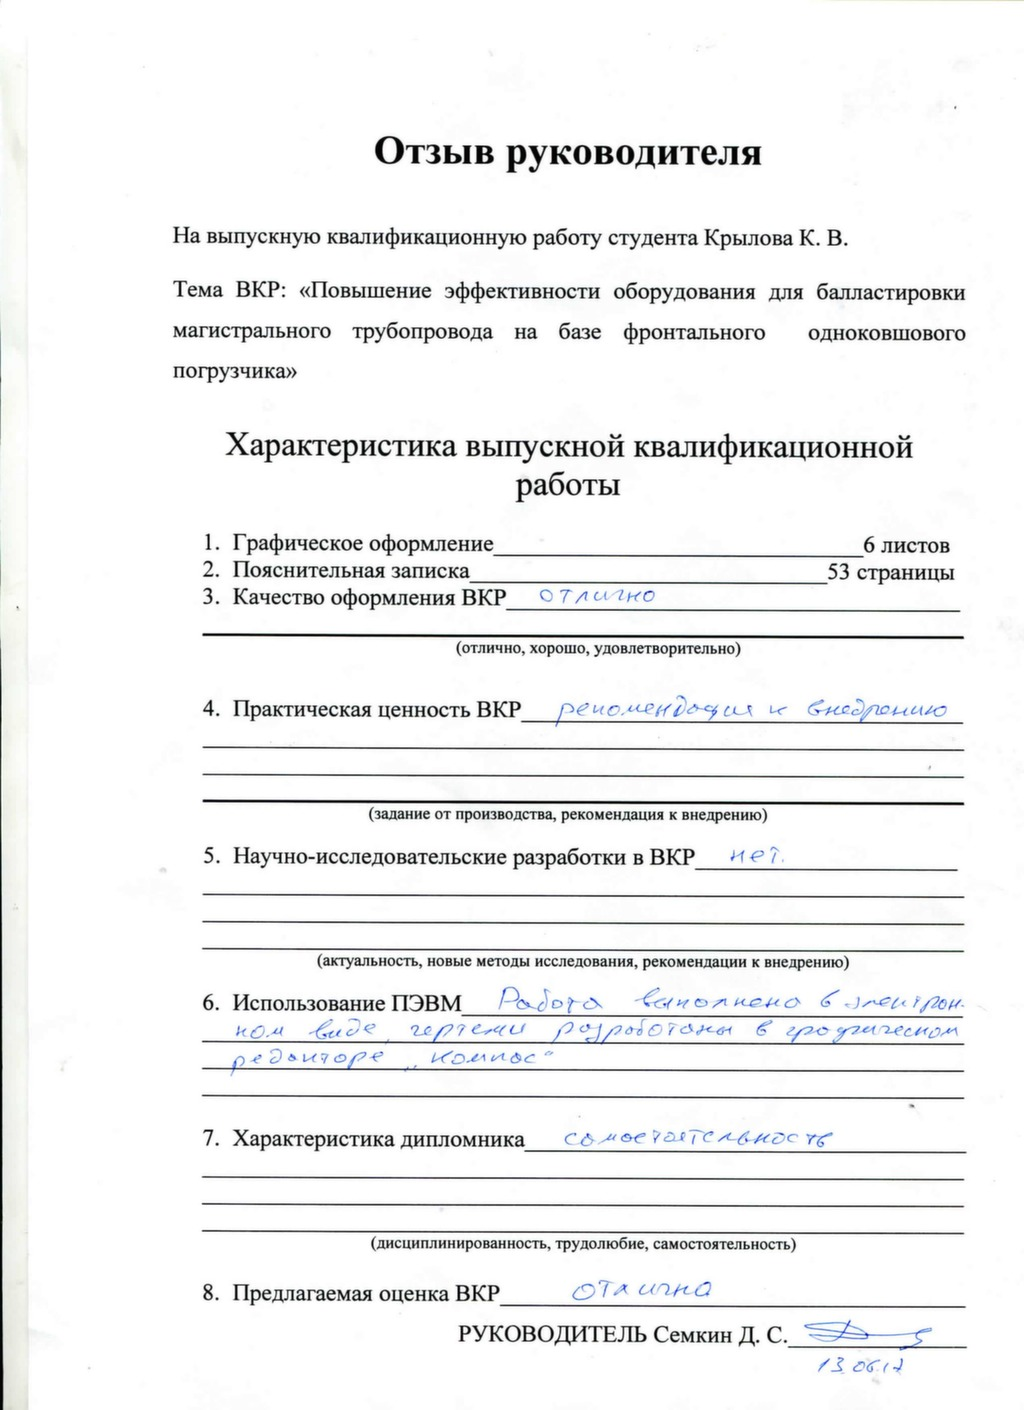 Отзыв руководителя
На выпускную квалификационную работу студента Крылова К. В.
Тема ВКР: «Повышение эффективности оборудования для балластировки
магистрального трубопровода на базе фронтального одноковшового
погрузчика»
Характеристика выпускной квалификационной
работы
1. Графическое оформление 6 листов
2. Пояснительная записка 53 страницы
3. Качество оформления ВКР отлично
(отлично, хорошо, удовлетворительно)
4. Практическая ценность ВКР рекомендация к внедрению
(задание от производства, рекомендация к внедрению)
5. Научно-исследовательские разработки в ВКР нет.
(актуальность, новые методы исследования, рекомендации к внедрению)
6. Использование ПЭВМ Работа выполнена в электрон-
ном виде, чертежи разработаны в графическом
редакторе „Компас“
7. Характеристика дипломника самостоятельность
(дисциплинированность, трудолюбие, самостоятельность)
8. Предлагаемая оценка ВКР отлично
РУКОВОДИТЕЛЬ Семкин Д. С.
13.06.17